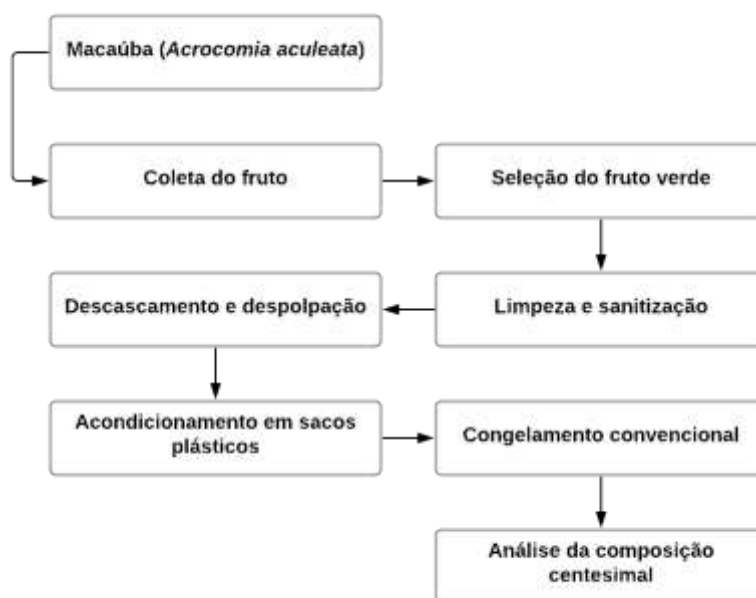 Macaúba (Acrocomia aculeata)
Coleta do fruto
Seleção do fruto verde
Limpeza e sanitização
Descascamento e despolpação
Acondicionamento em sacos
plásticos
Congelamento convencional
Análise da composição
centesimal